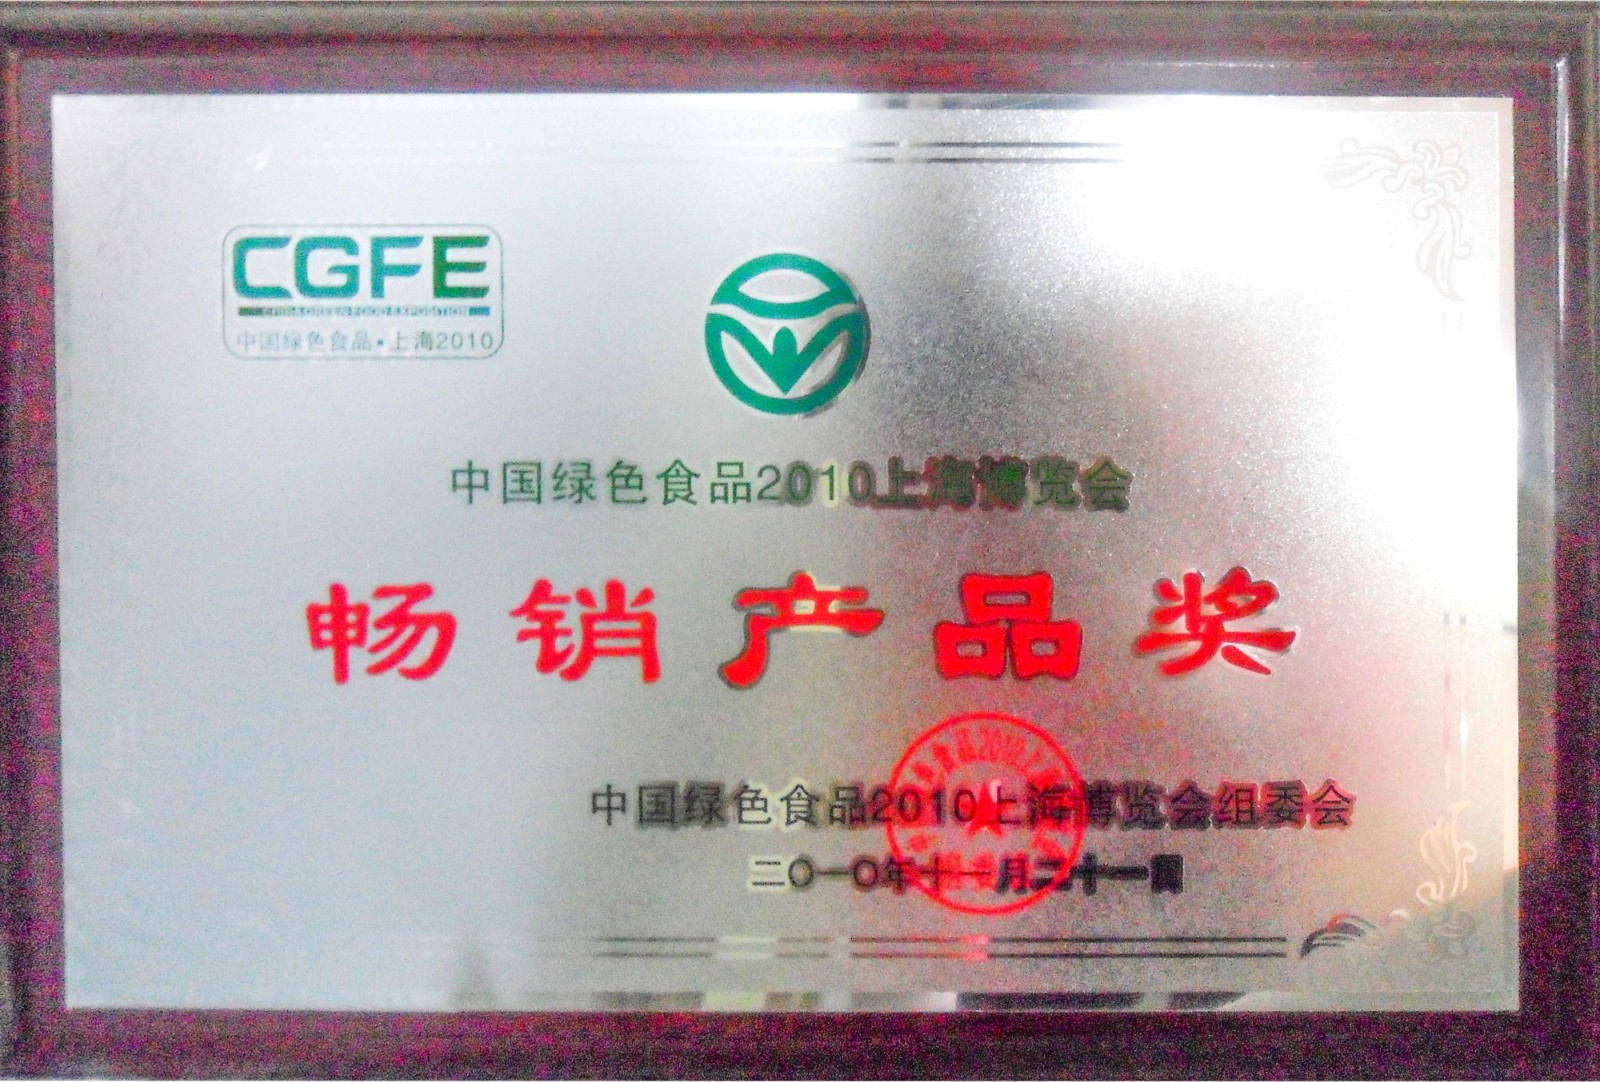 CGFE
CHINA GREEN FOOD EXPOSITION
中国绿色食品·上海2010
中国绿色食品2010上海博览会
畅销产品奖
中国绿色食品2010上海博览会组委会
二〇一〇年十一月二十一日